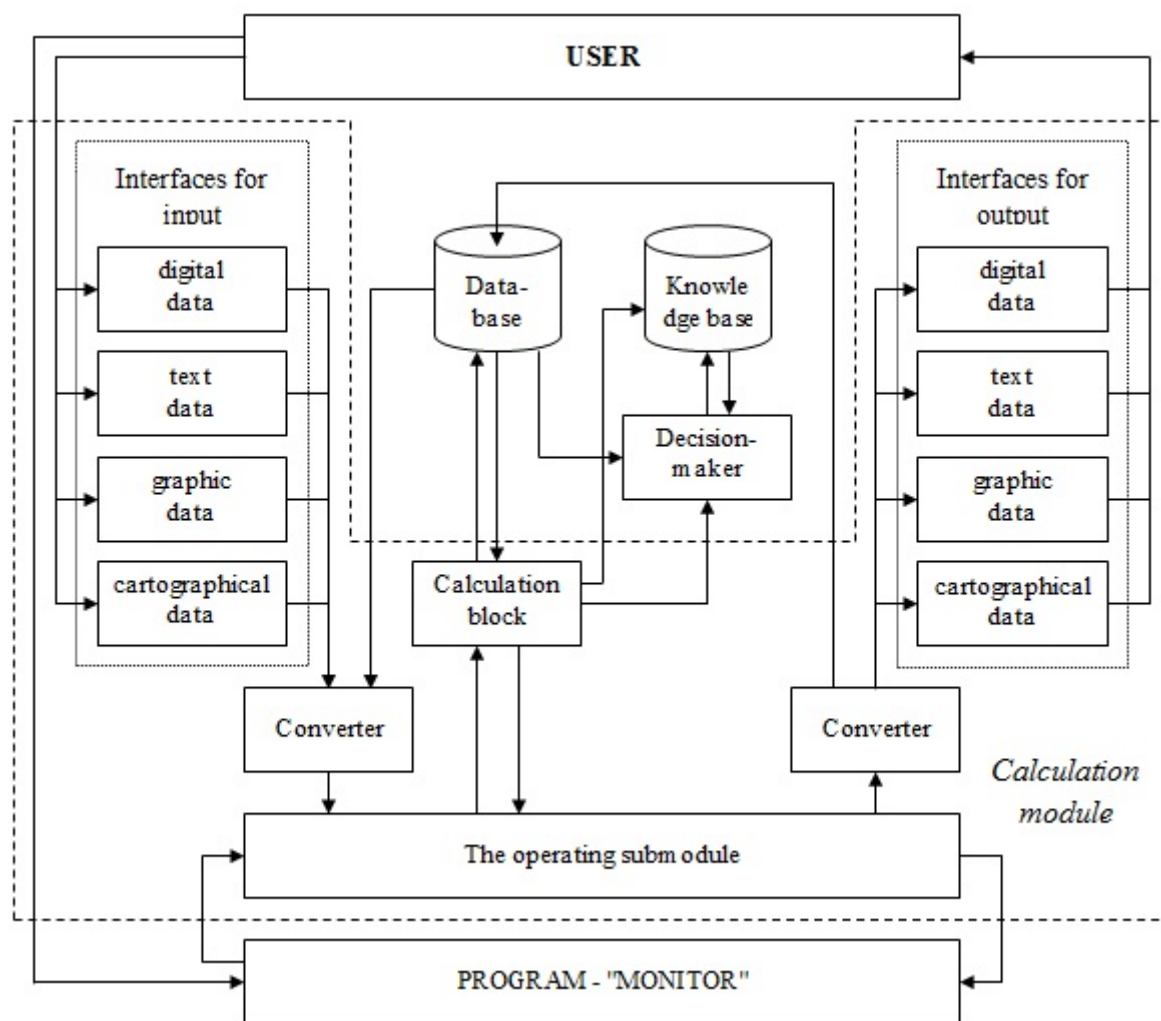 USER
Interfaces for
input
digital
data
text
data
graphic
data
cartographical
data
Data-
base
Knowle
dge base
Decision-
maker
Calculation
block
Interfaces for
output
digital
data
text
data
graphic
data
cartographical
data
Converter
Converter
Calculation
module
The operating submodule
PROGRAM - "MONITOR"